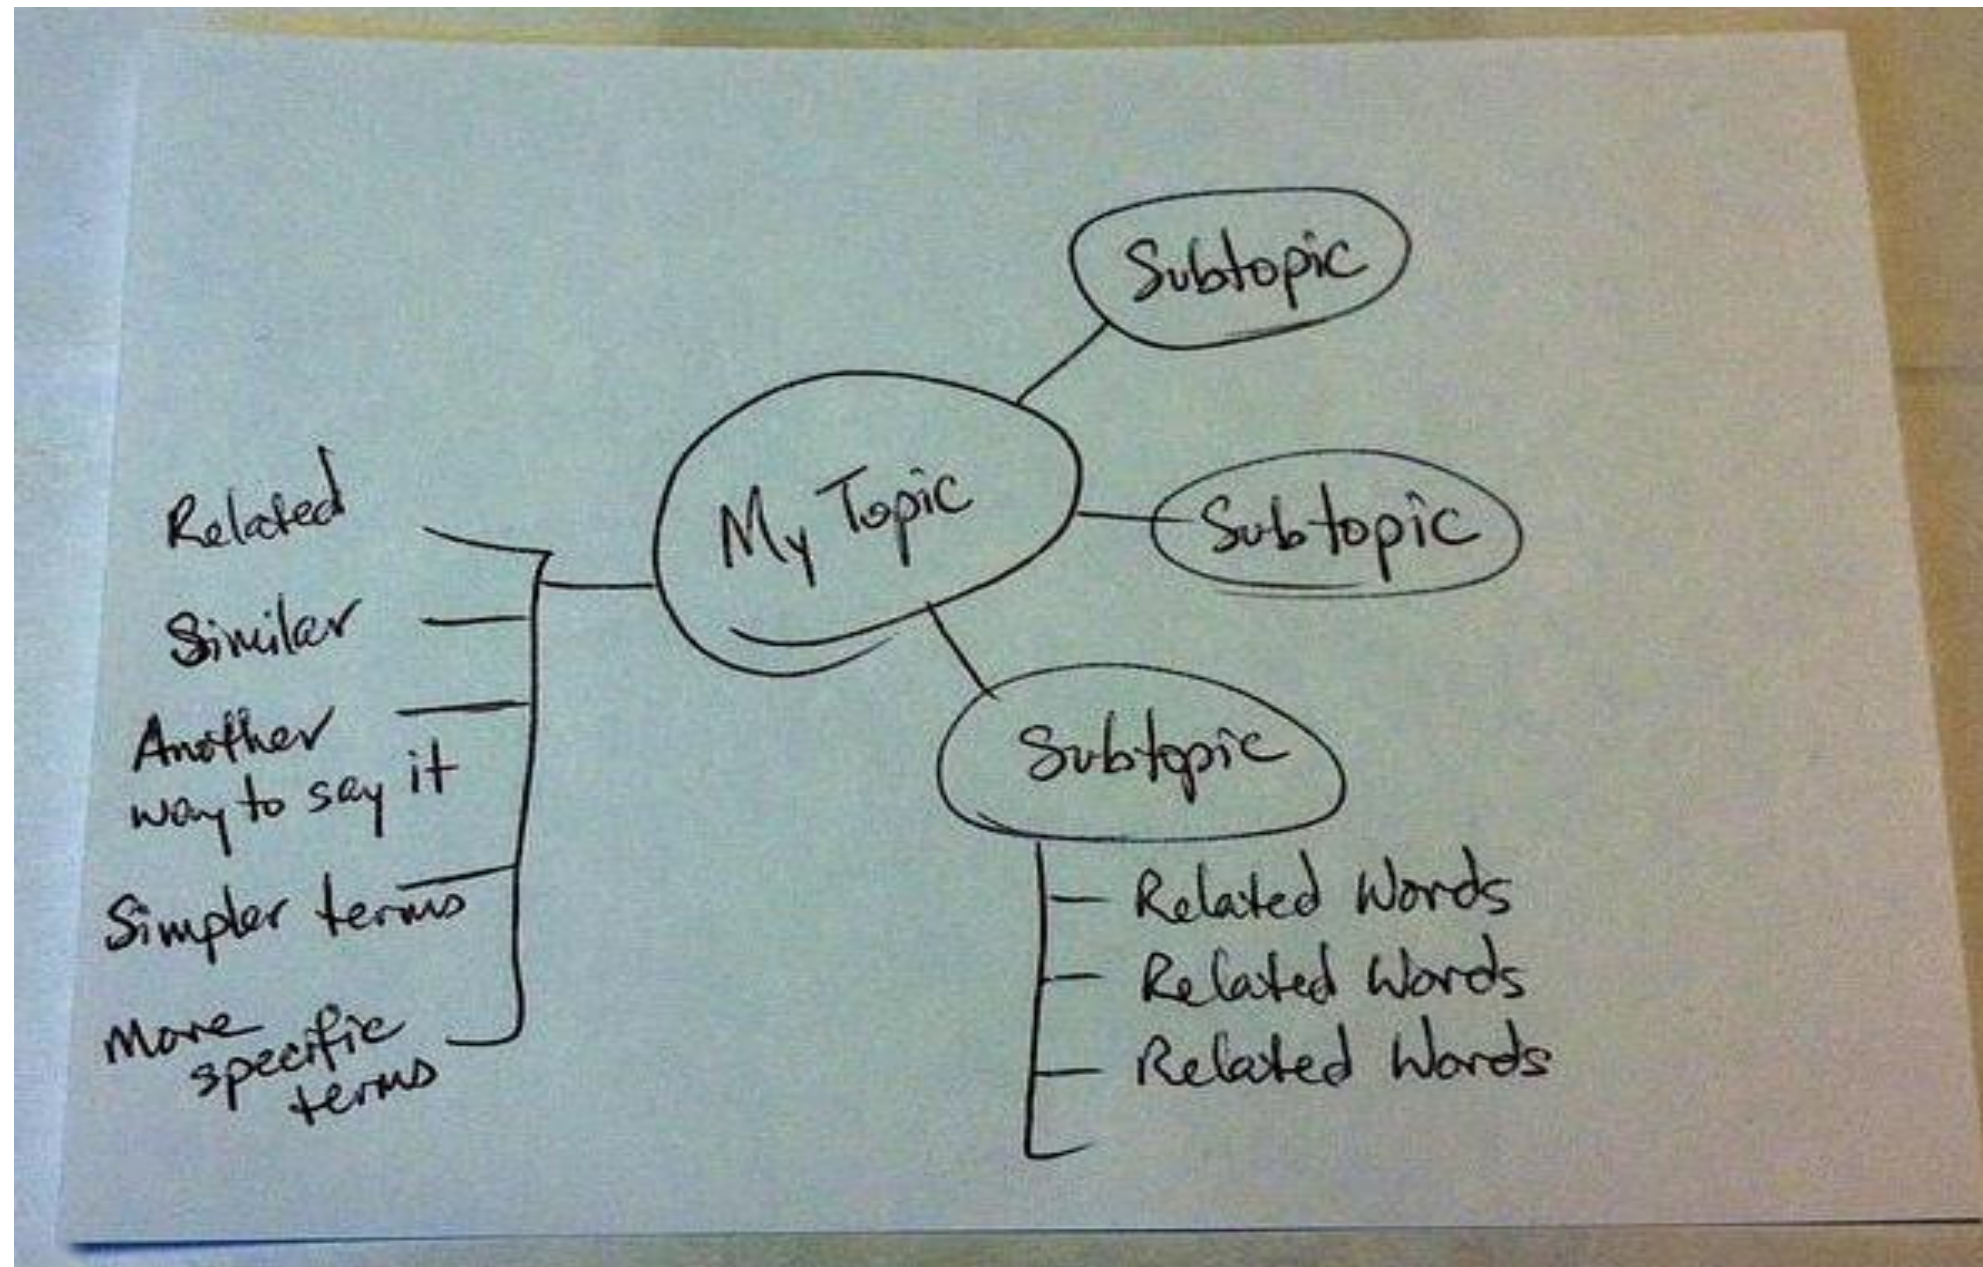 Subtopic
My Topic
Subtopic
Related
Similar
Another
way to say it
Simpler terms
More
specific
terms
Subtopic
Related Words
Related Words
Related Words